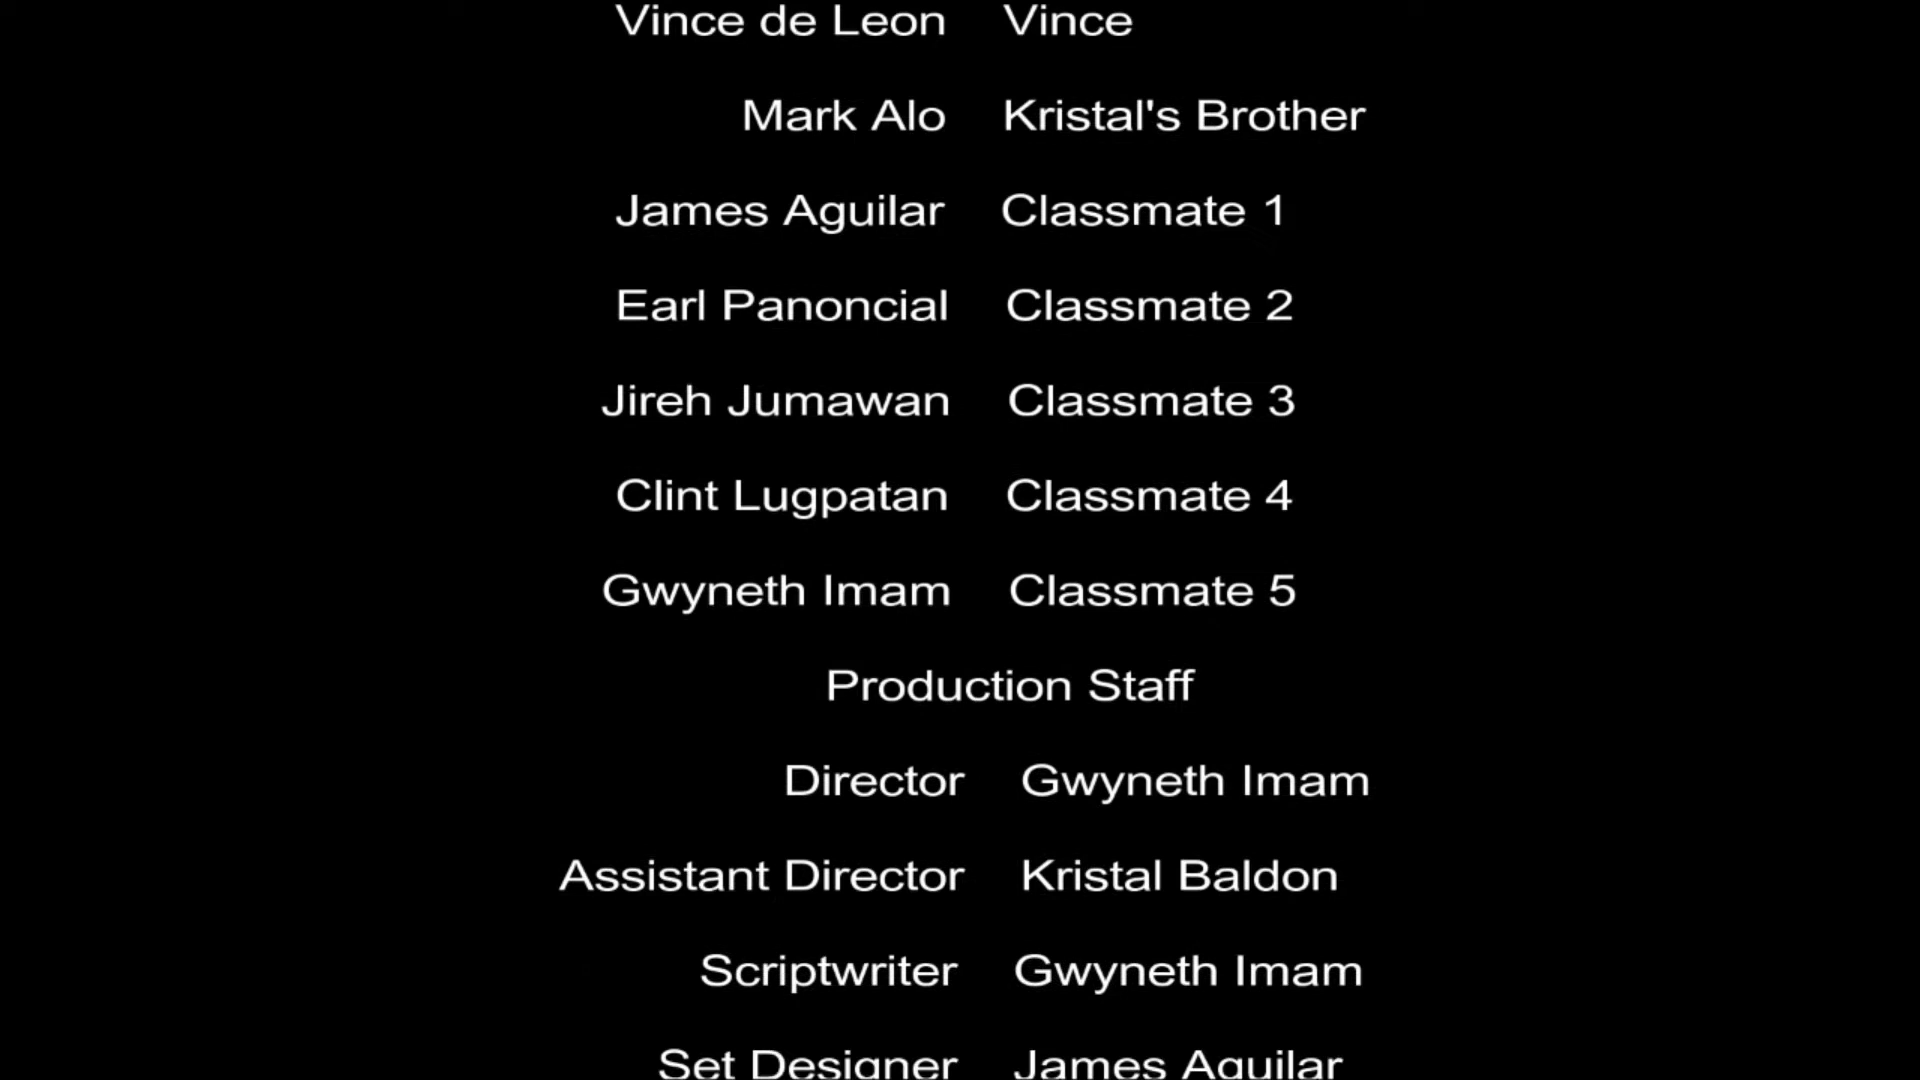 Vince de Leon Vince
Mark Alo Kristal's Brother
James Aguilar Classmate 1
Earl Panoncial Classmate 2
Jireh Jumawan Classmate 3
Clint Lugpatan Classmate 4
Gwyneth Imam Classmate 5
Production Staff
Director Gwyneth Imam
Assistant Director Kristal Baldon
Scriptwriter Gwyneth Imam
Set Designer James Aguilar